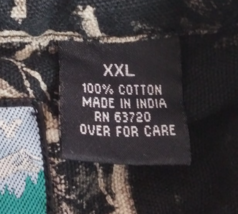 XXL
100% COTTON
MADE IN INDIA
RN 63720
OVER FOR CARE